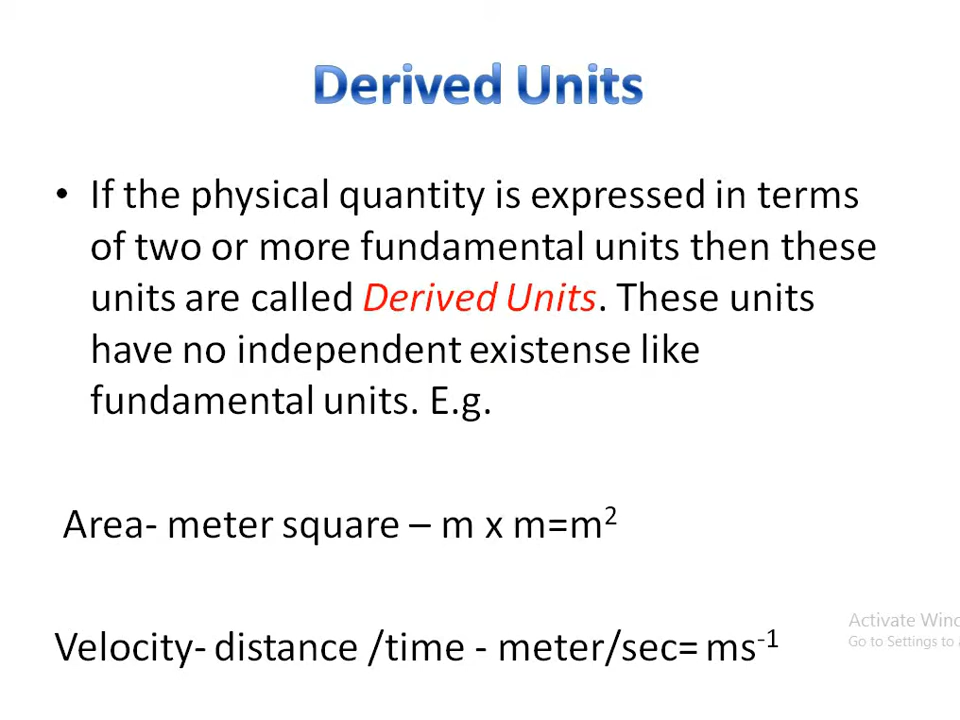 Derived Units
• If the physical quantity is expressed in terms
of two or more fundamental units then these
units are called Derived Units. These units
have no independent existense like
fundamental units. E.g.
Area- meter square – m x m=m²
Activate Wind
Go to Settings to a
Velocity- distance /time - meter/sec= ms⁻¹